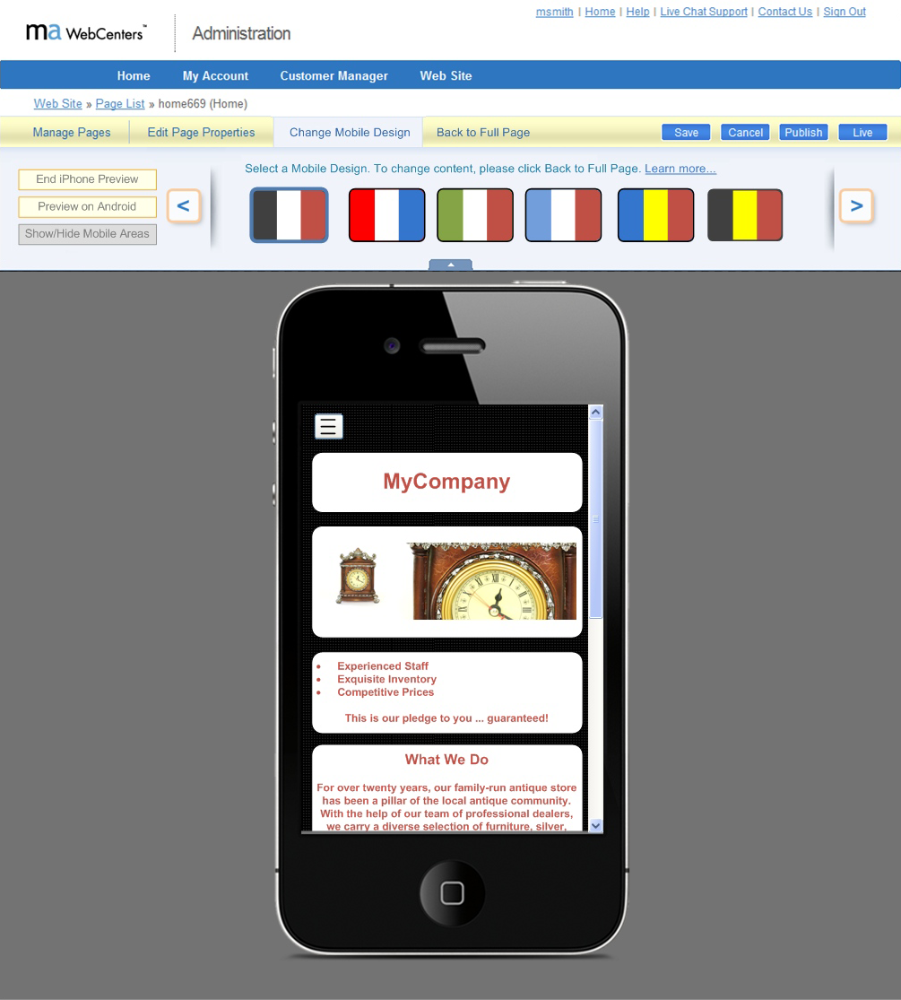 msmith | Home | Help | Live Chat Support | Contact Us | Sign Out
ma WebCenters™ Administration
Home My Account Customer Manager Web Site
Web Site » Page List » home669 (Home)
Manage Pages Edit Page Properties Change Mobile Design Back to Full Page Save Cancel Publish Live
Select a Mobile Design. To change content, please click Back to Full Page. Learn more...
End iPhone Preview
Preview on Android
Show/Hide Mobile Areas
< >
MyCompany
• Experienced Staff
• Exquisite Inventory
• Competitive Prices
This is our pledge to you ... guaranteed!
What We Do
For over twenty years, our family-run antique store
has been a pillar of the local antique community.
With the help of our team of professional dealers,
we carry a diverse selection of furniture, silver,